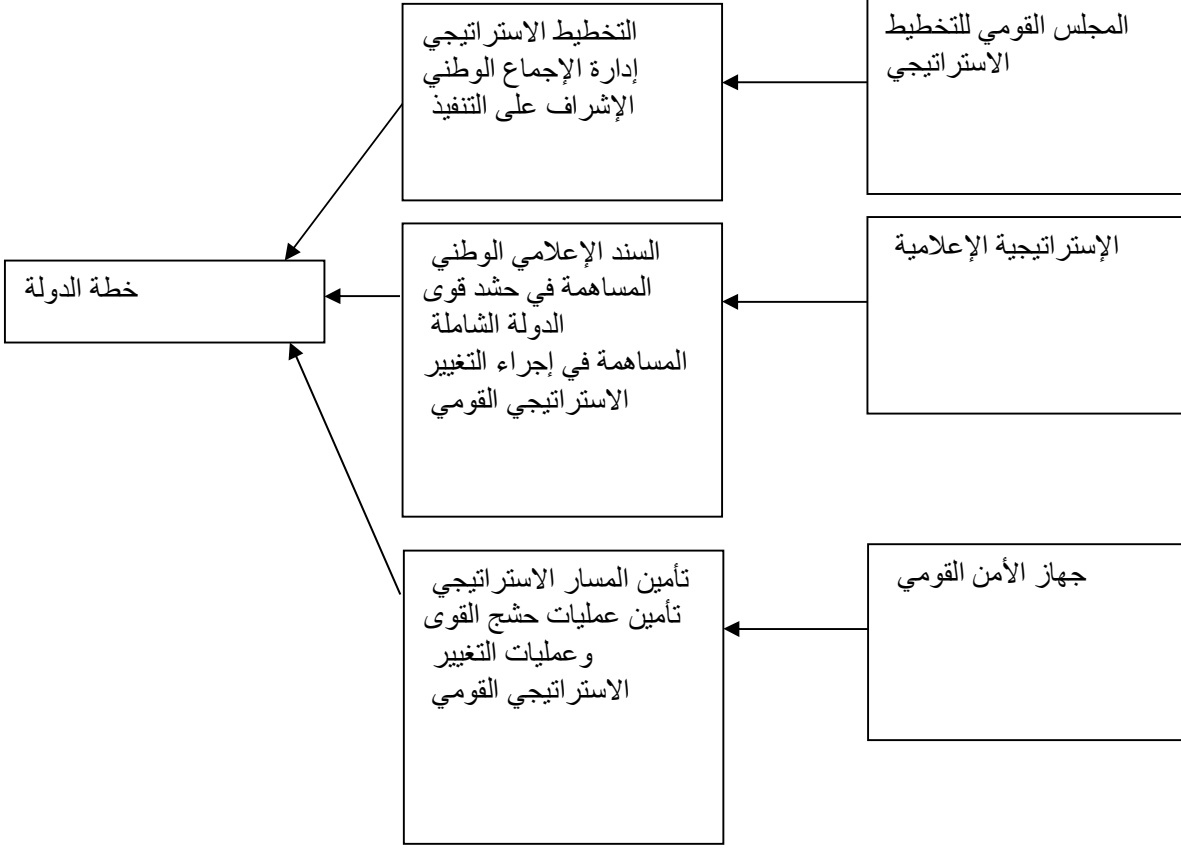 المجلس القومي للتخطيط
الاستراتيجي
التخطيط الاستراتيجي
إدارة الإجماع الوطني
الإشراف على التنفيذ
الإستراتيجية الإعلامية
السند الإعلامي الوطني
المساهمة في حشد قوى
الدولة الشاملة
المساهمة في إجراء التغيير
الاستراتيجي القومي
خطة الدولة
جهاز الأمن القومي
تأمين المسار الاستراتيجي
تأمين عمليات حشج القوى
وعمليات التغيير
الاستراتيجي القومي